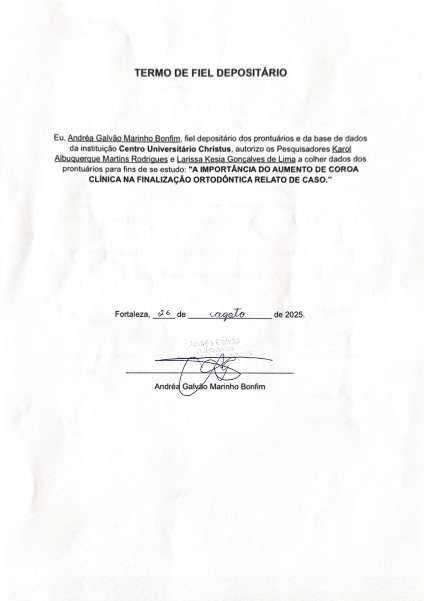 TERMO DE FIEL DEPOSITÁRIO
Eu, Andréa Galvão Marinho Bonfim, fiel depositário dos prontuários e da base de dados
da instituição Centro Universitário Christus, autorizo os Pesquisadores Karol
Albuquerque Martins Rodrigues e Larissa Kesia Gonçalves de Lima a colher dados dos
prontuários para fins de se estudo: "A IMPORTÂNCIA DO AUMENTO DE COROA
CLÍNICA NA FINALIZAÇÃO ORTODÔNTICA RELATO DE CASO."
Fortaleza, 26 de agosto de 2025.
Andréa Galvão Marinho Bonfim